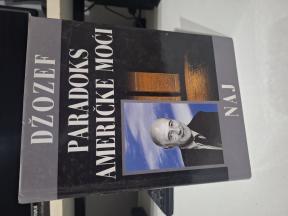 DŽOZEF
PARADOKS
AMERIČKE MOĆI
NAJ